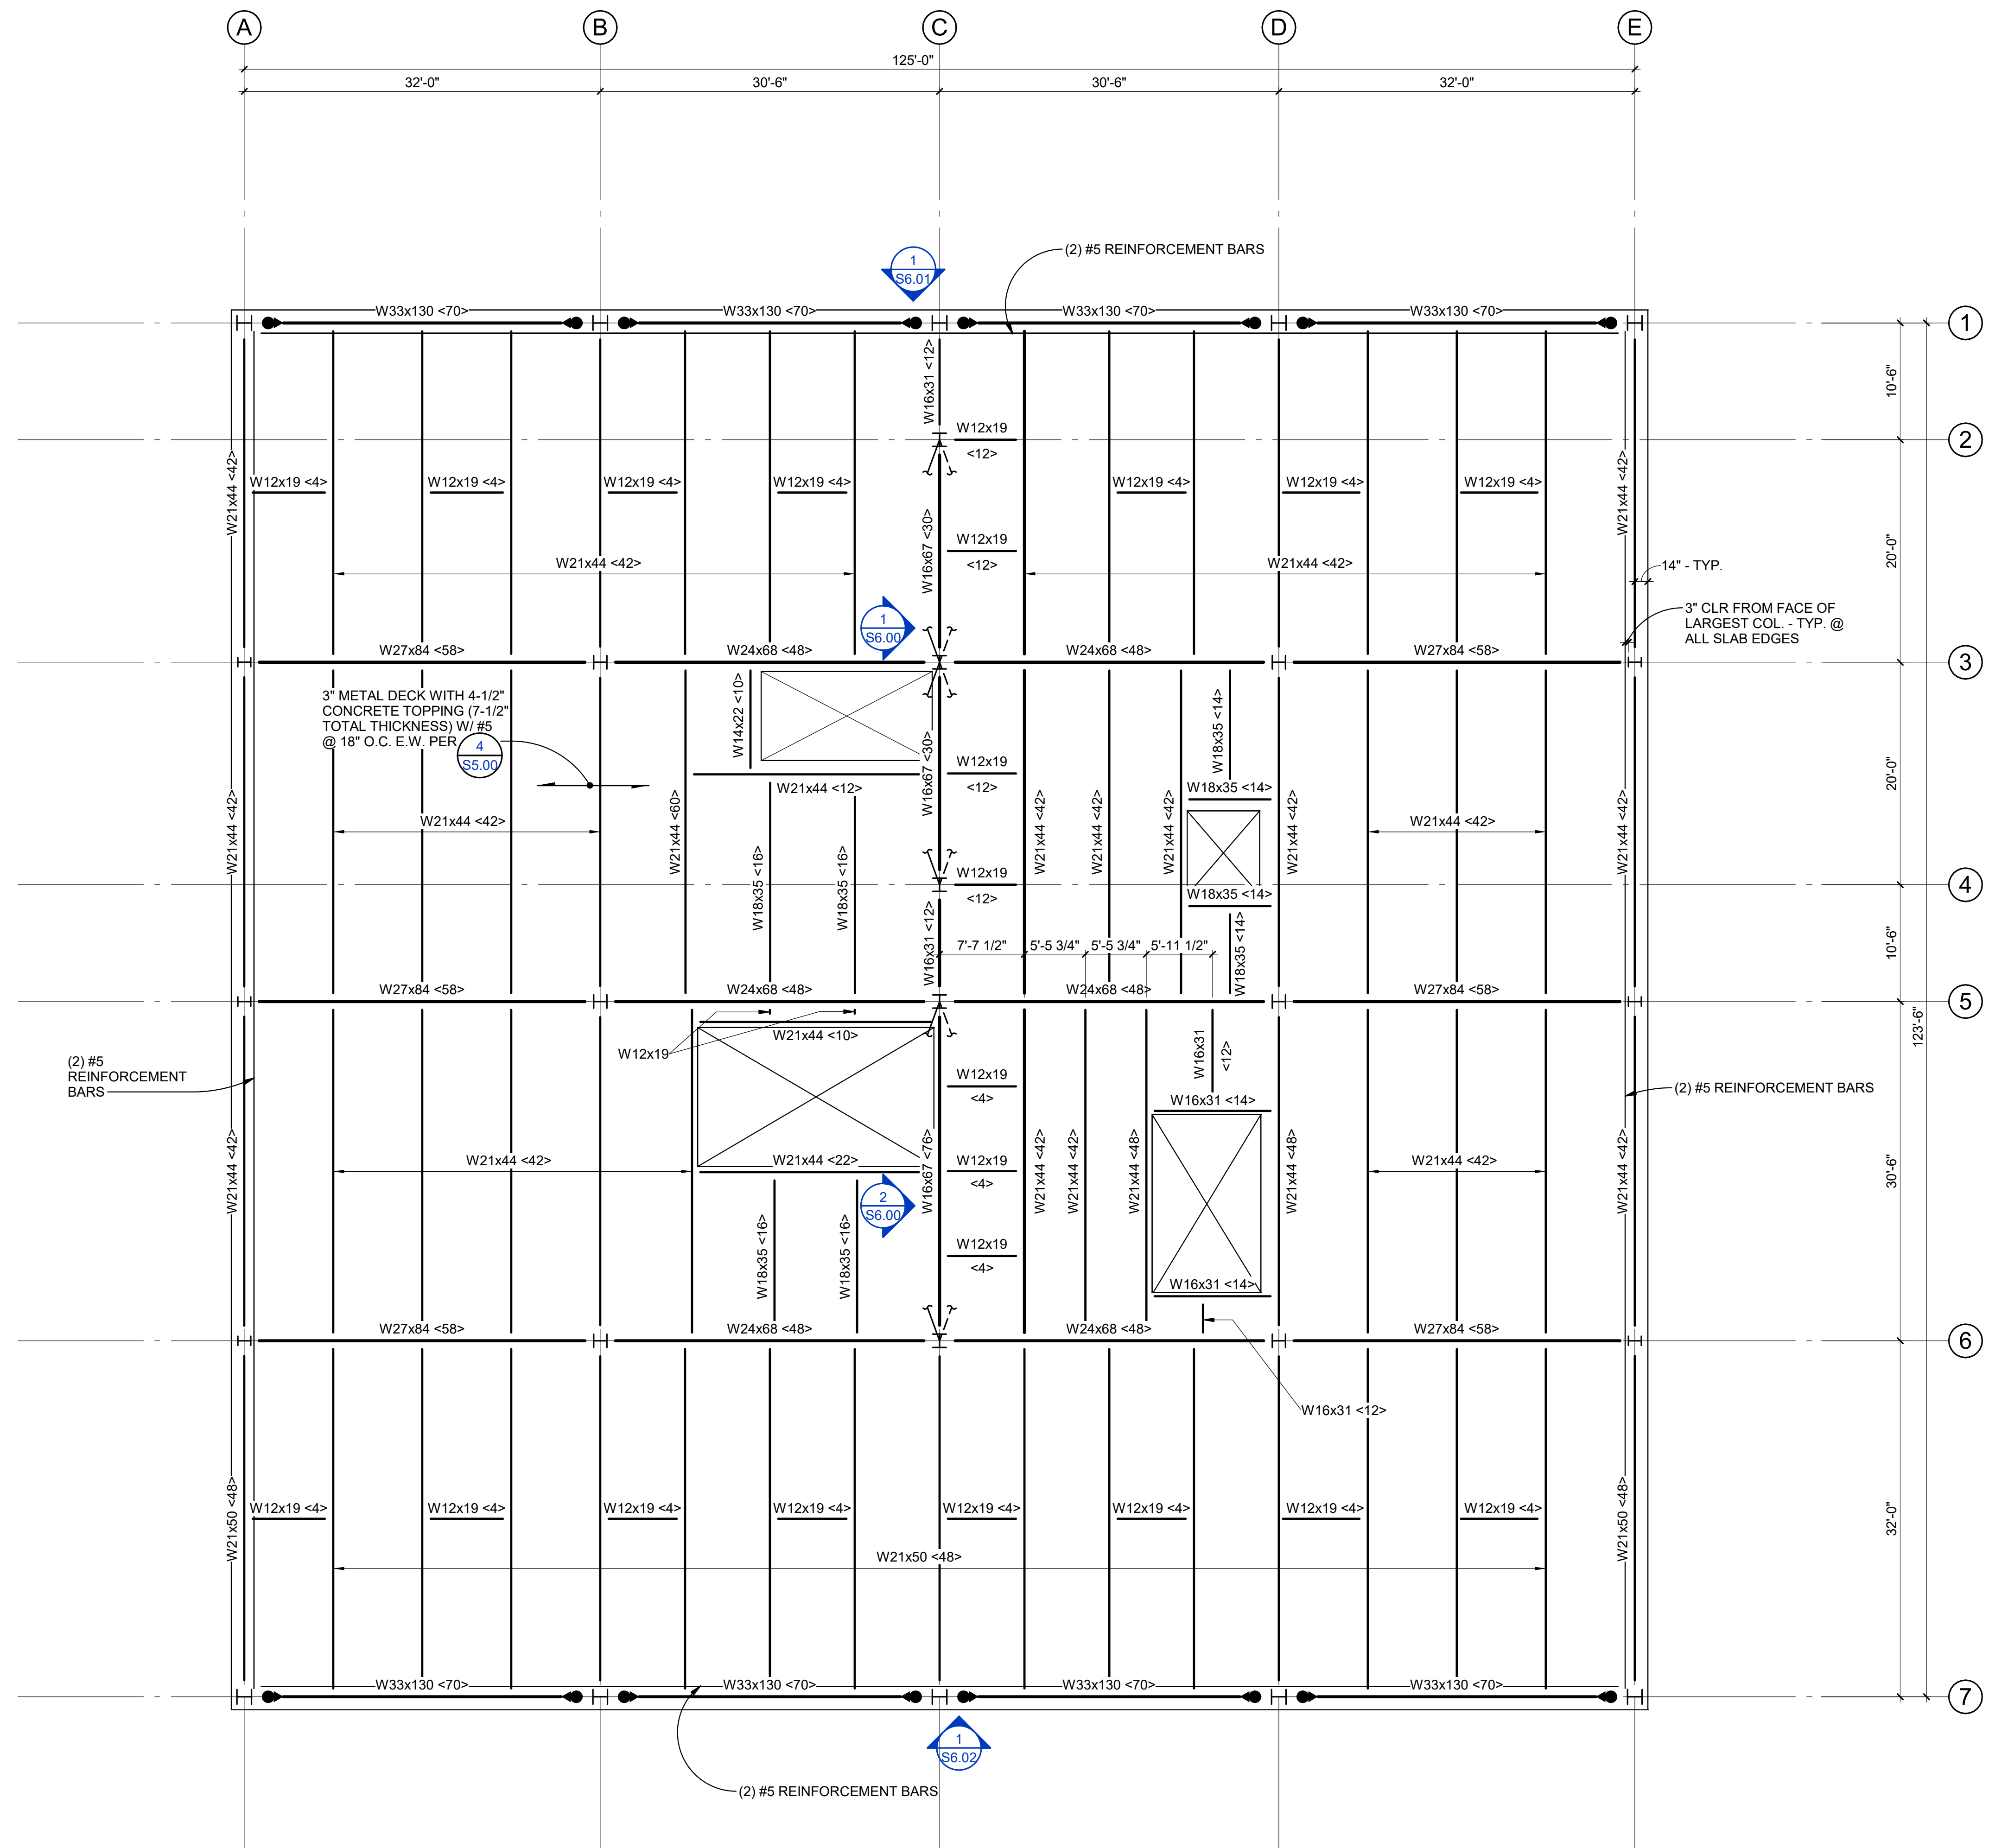 A
B
C
D
E
125'-0"
32'-0"
30'-6"
30'-6"
32'-0"
1
S6.01
(2) #5 REINFORCEMENT BARS
W33x130 <70>
W33x130 <70>
W33x130 <70>
W33x130 <70>
1
W16x31 <12>
10'-6"
W12x19
<12>
2
W21x44 <42>
W12x19 <4>
W12x19 <4>
W12x19 <4>
W12x19 <4>
W12x19 <4>
W12x19 <4>
W12x19 <4>
W21x44 <42>
W16x67 <30>
W12x19
<12>
20'-0"
W21x44 <42>
W21x44 <42>
14" - TYP.
3" CLR FROM FACE OF
LARGEST COL. - TYP. @
ALL SLAB EDGES
1
S6.00
W27x84 <58>
W24x68 <48>
W24x68 <48>
W27x84 <58>
3
3" METAL DECK WITH 4-1/2"
CONCRETE TOPPING (7-1/2"
TOTAL THICKNESS) W/ #5
@ 18" O.C. E.W. PER
4
S5.00
W14x22 <10>
W18x35 <14>
W16x67 <30>
W12x19
<12>
20'-0"
W21x44 <12>
W18x35 <14>
W21x44 <42>
W21x44 <42>
W21x44 <60>
W21x44 <42>
W21x44 <42>
W21x44 <42>
W21x44 <42>
W21x44 <42>
W21x44 <42>
W18x35 <16>
W18x35 <16>
W12x19
<12>
W18x35 <14>
4
W16x31 <12>
W18x35 <14>
10'-6"
7'-7 1/2"
5'-5 3/4"
5'-5 3/4"
5'-11 1/2"
W27x84 <58>
W24x68 <48>
W24x68 <48>
W27x84 <58>
5
123'-6"
W21x44 <10>
W12x19
W16x31
<12>
(2) #5
REINFORCEMENT
BARS
W12x19
<4>
(2) #5 REINFORCEMENT BARS
W16x31 <14>
W21x44 <42>
W21x44 <42>
W21x44 <22>
W16x67 <76>
W12x19
<4>
W21x44 <42>
W21x44 <42>
W21x44 <48>
W21x44 <48>
W21x44 <42>
W21x44 <42>
30'-6"
2
S6.00
W18x35 <16>
W18x35 <16>
W12x19
<4>
W16x31 <14>
W27x84 <58>
W24x68 <48>
W24x68 <48>
W27x84 <58>
6
W16x31 <12>
W21x50 <48>
W12x19 <4>
W12x19 <4>
W12x19 <4>
W12x19 <4>
W12x19 <4>
W12x19 <4>
W12x19 <4>
W12x19 <4>
W21x50 <48>
32'-0"
W21x50 <48>
W33x130 <70>
W33x130 <70>
W33x130 <70>
W33x130 <70>
7
1
S6.02
(2) #5 REINFORCEMENT BARS